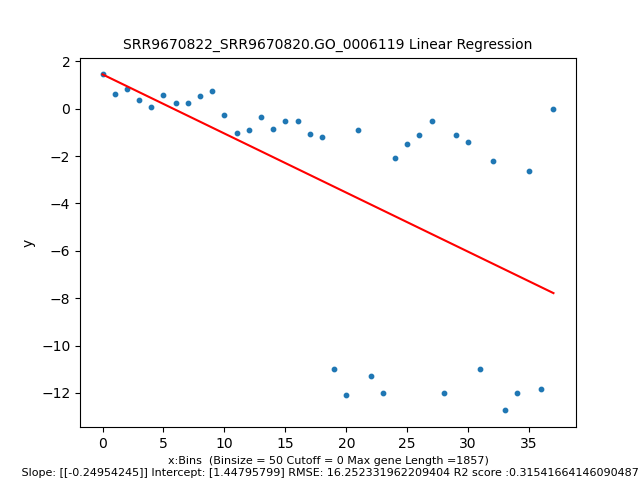 SRR9670822_SRR9670820.GO_0006119 Linear Regression
2
0
−2
−4
−6
−8
−10
−12
y
0 5 10 15 20 25 30 35
x:Bins (Binsize = 50 Cutoff = 0 Max gene Length =1857)
Slope: [[-0.24954245]] Intercept: [1.44795799] RMSE: 16.252331962209404 R2 score :0.31541664146090487